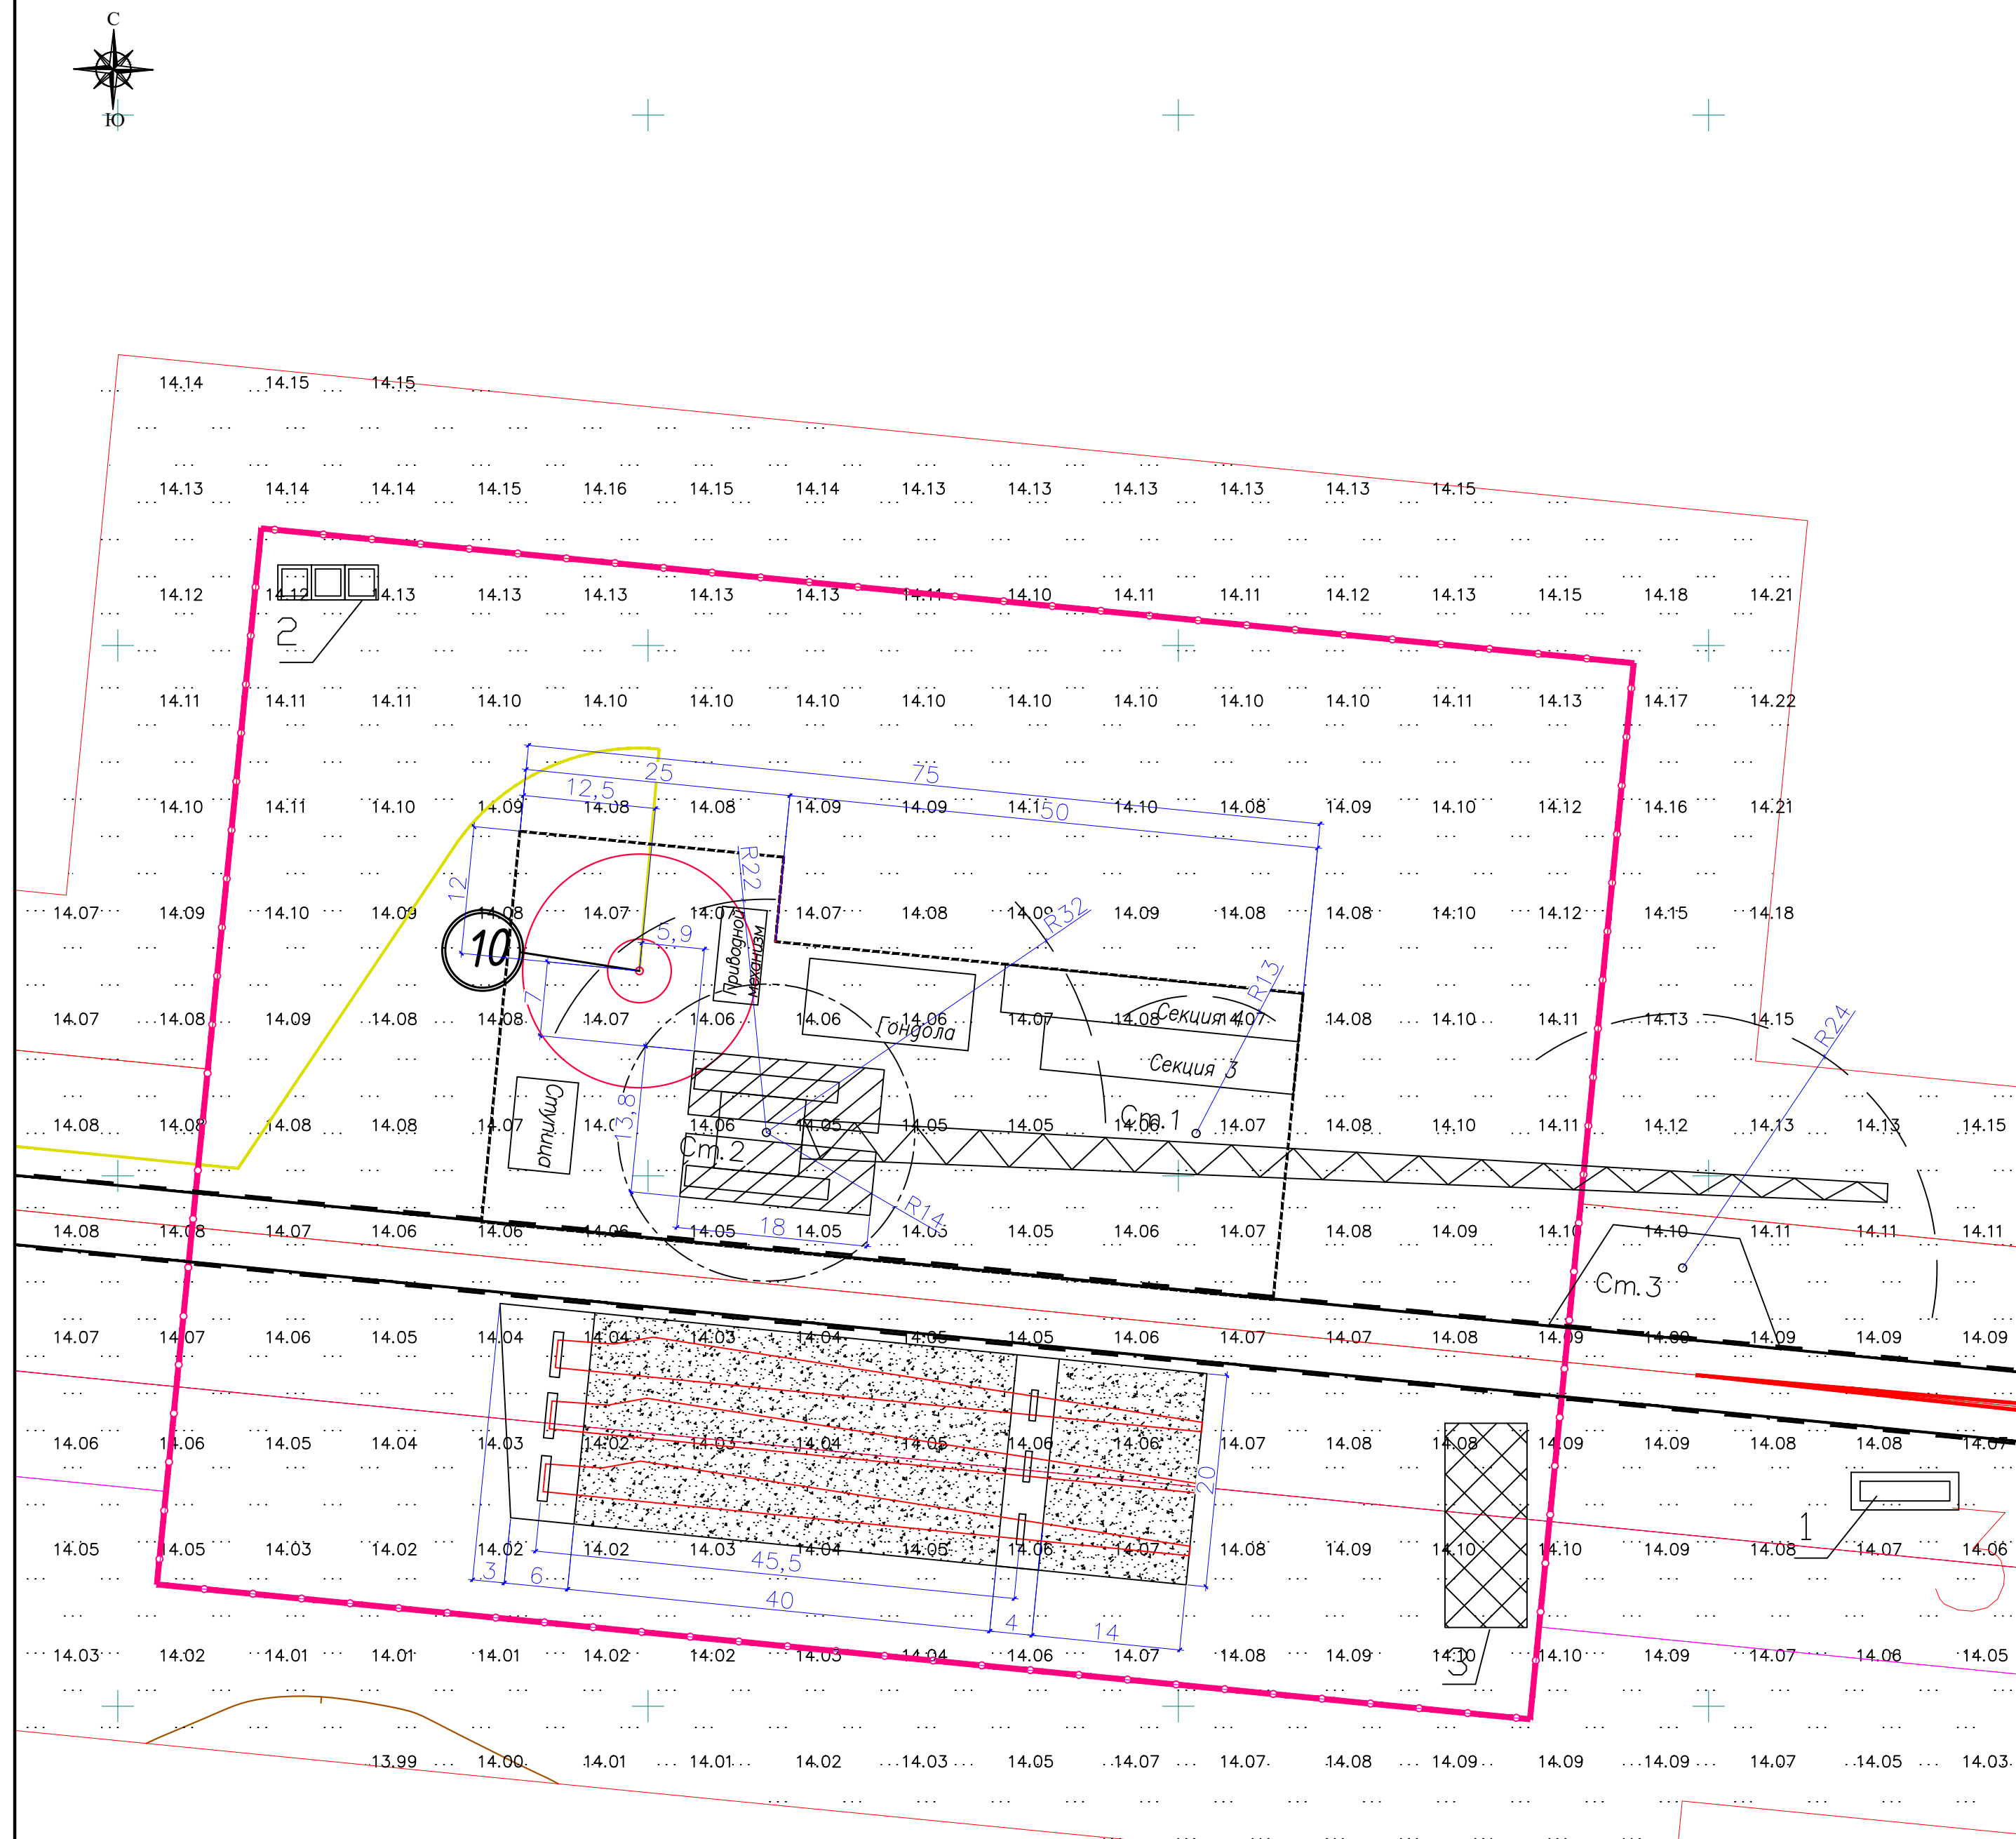 С
Ю
14.14 14.15 14.15
14.13 14.14 14.14 14.15 14.16 14.15 14.14 14.13 14.13 14.13 14.13 14.13 14.15
14.12 14.12 14.13 14.13 14.13 14.13 14.13 14.11 14.10 14.11 14.11 14.12 14.13 14.15 14.18 14.21
2
14.11 14.11 14.11 14.10 14.10 14.10 14.10 14.10 14.10 14.10 14.10 14.10 14.11 14.13 14.17 14.22
25 75
12,5
14.10 14.11 14.10 14.09 14.08 14.08 14.09 14.09 14.10 14.08 14.09 14.10 14.12 14.16 14.21
50
R22
12
14.07 14.09 14.10 14.09 14.08 14.07 14.07 14.07 14.08 14.09 14.08 14.08 14.10 14.12 14.15 14.18
R32
10
5,9
Приводной
механизм
R13
7
14.07 14.08 14.09 14.08 14.08 14.07 14.06 14.06 14.06 14.07 14.08 14.07 14.08 14.10 14.11 14.13 14.15
Гондола
Секция 4
R24
Секция 3
Ступица
13,8
Ст.1
14.08 14.08 14.08 14.08 14.07 14.06 14.05 14.05 14.06 14.07 14.08 14.10 14.11 14.12 14.13 14.13 14.15
Ст.2
R14
18
14.08 14.08 14.07 14.06 14.06 14.06 14.05 14.05 14.05 14.05 14.06 14.07 14.08 14.09 14.10 14.10 14.11 14.11 14.11
Ст.3
14.07 14.07 14.06 14.05 14.04 14.04 14.03 14.04 14.05 14.05 14.06 14.07 14.07 14.08 14.09 14.09 14.09 14.09 14.09
14.06 14.06 14.05 14.04 14.03 14.02 14.03 14.04 14.05 14.06 14.06 14.07 14.08 14.08 14.09 14.09 14.08 14.08 14.07
20
1
14.05 14.05 14.03 14.02 14.02 14.02 14.03 14.04 14.05 14.06 14.07 14.08 14.09 14.10 14.10 14.09 14.08 14.07 14.06
3 6 45,5
40 4 14
14.03 14.02 14.01 14.01 14.01 14.02 14.02 14.03 14.04 14.06 14.07 14.08 14.09 14.10 14.10 14.09 14.07 14.06 14.05
3
13.99 14.00 14.01 14.01 14.02 14.03 14.05 14.07 14.07 14.08 14.09 14.09 14.09 14.07 14.05 14.03